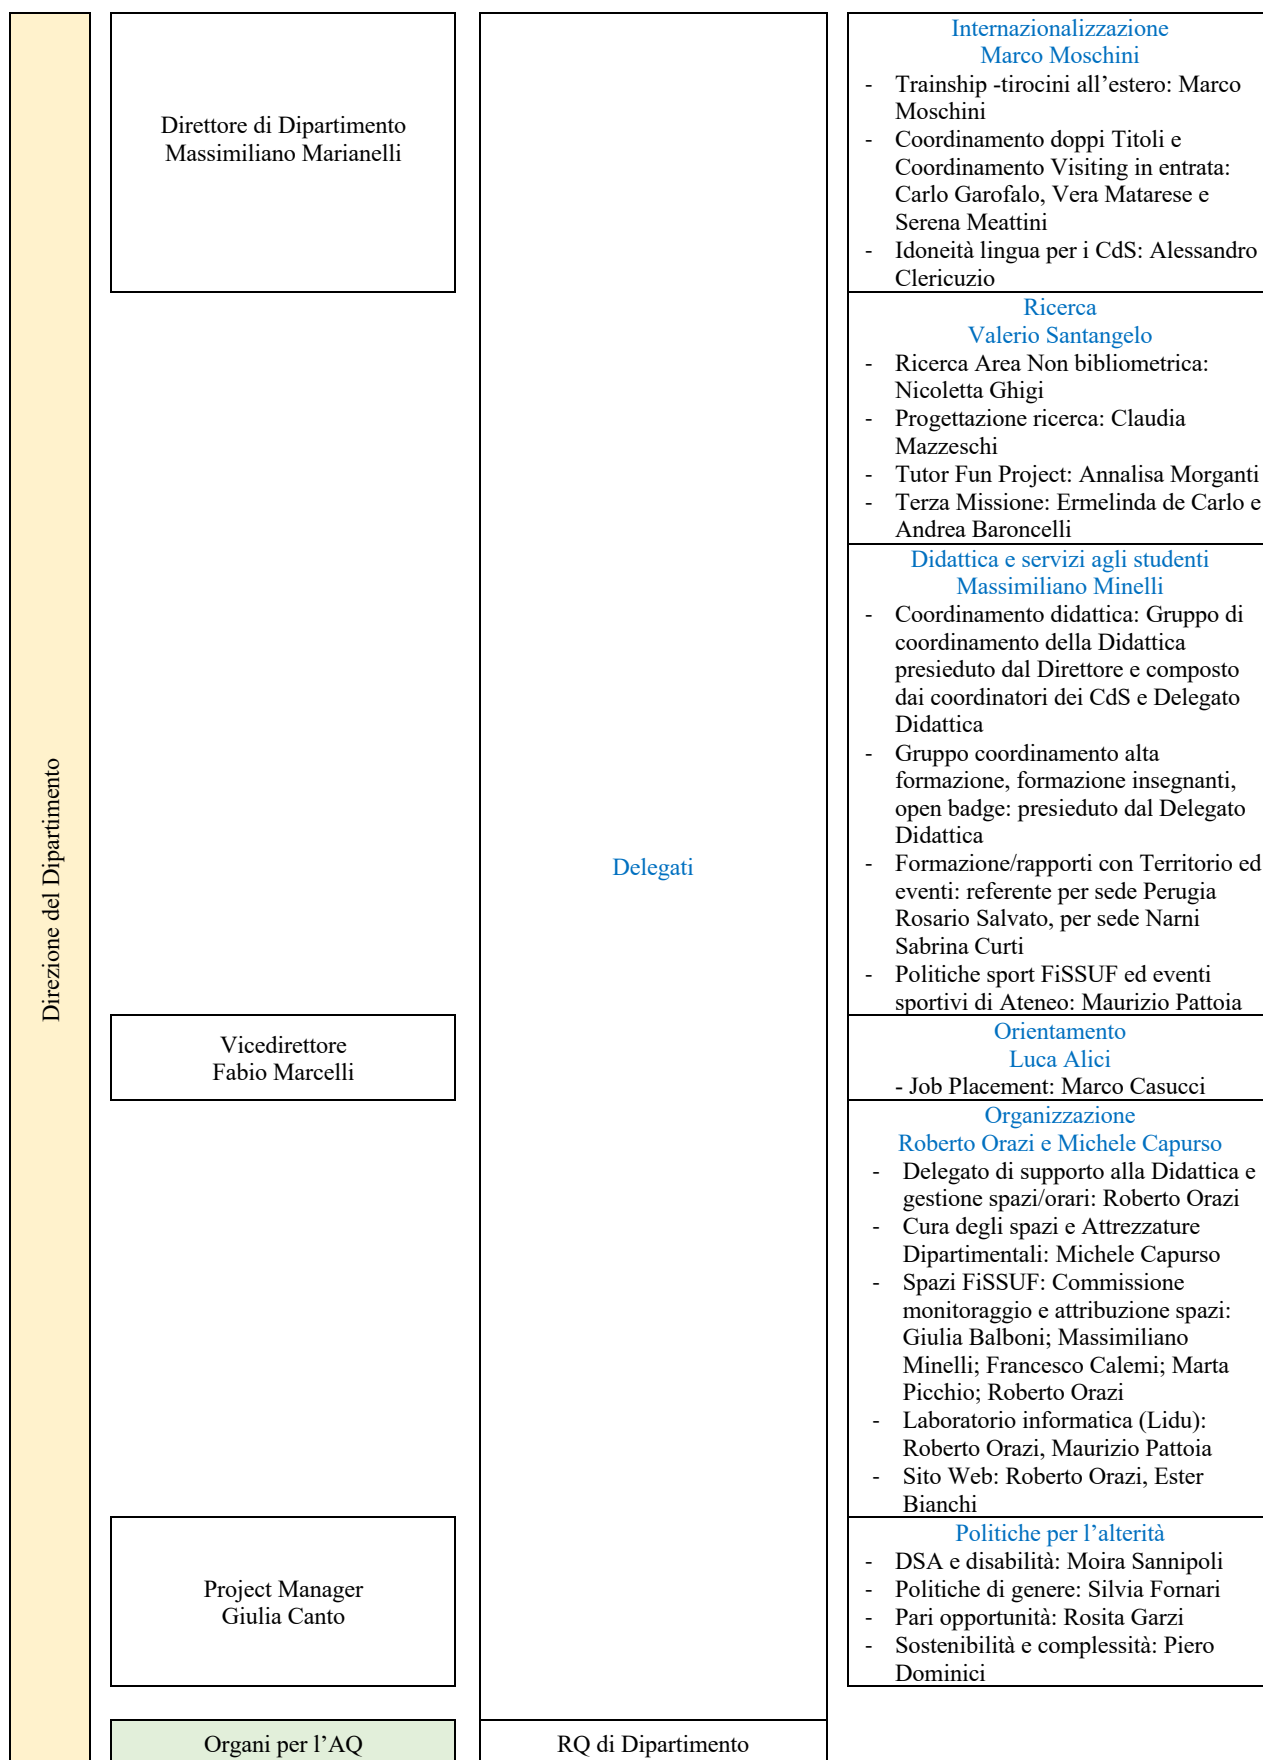 Direzione del Dipartimento
Direttore di Dipartimento
Massimiliano Marianelli
Vicedirettore
Fabio Marcelli
Project Manager
Giulia Canto
Organi per l’AQ
Delegati
RQ di Dipartimento
Internazionalizzazione
Marco Moschini
- Trainship -tirocini all’estero: Marco
Moschini
- Coordinamento doppi Titoli e
Coordinamento Visiting in entrata:
Carlo Garofalo, Vera Matarese e
Serena Meattini
- Idoneità lingua per i CdS: Alessandro
Clericuzio
Ricerca
Valerio Santangelo
- Ricerca Area Non bibliometrica:
Nicoletta Ghigi
- Progettazione ricerca: Claudia
Mazzeschi
- Tutor Fun Project: Annalisa Morganti
- Terza Missione: Ermelinda de Carlo e
Andrea Baroncelli
Didattica e servizi agli studenti
Massimiliano Minelli
- Coordinamento didattica: Gruppo di
coordinamento della Didattica
presieduto dal Direttore e composto
dai coordinatori dei CdS e Delegato
Didattica
- Gruppo coordinamento alta
formazione, formazione insegnanti,
open badge: presieduto dal Delegato
Didattica
- Formazione/rapporti con Territorio ed
eventi: referente per sede Perugia
Rosario Salvato, per sede Narni
Sabrina Curti
- Politiche sport FiSSUF ed eventi
sportivi di Ateneo: Maurizio Pattoia
Orientamento
Luca Alici
- Job Placement: Marco Casucci
Organizzazione
Roberto Orazi e Michele Capurso
- Delegato di supporto alla Didattica e
gestione spazi/orari: Roberto Orazi
- Cura degli spazi e Attrezzature
Dipartimentali: Michele Capurso
- Spazi FiSSUF: Commissione
monitoraggio e attribuzione spazi:
Giulia Balboni; Massimiliano
Minelli; Francesco Calemi; Marta
Picchio; Roberto Orazi
- Laboratorio informatica (Lidu):
Roberto Orazi, Maurizio Pattoia
- Sito Web: Roberto Orazi, Ester
Bianchi
Politiche per l’alterità
- DSA e disabilità: Moira Sannipoli
- Politiche di genere: Silvia Fornari
- Pari opportunità: Rosita Garzi
- Sostenibilità e complessità: Piero
Dominici